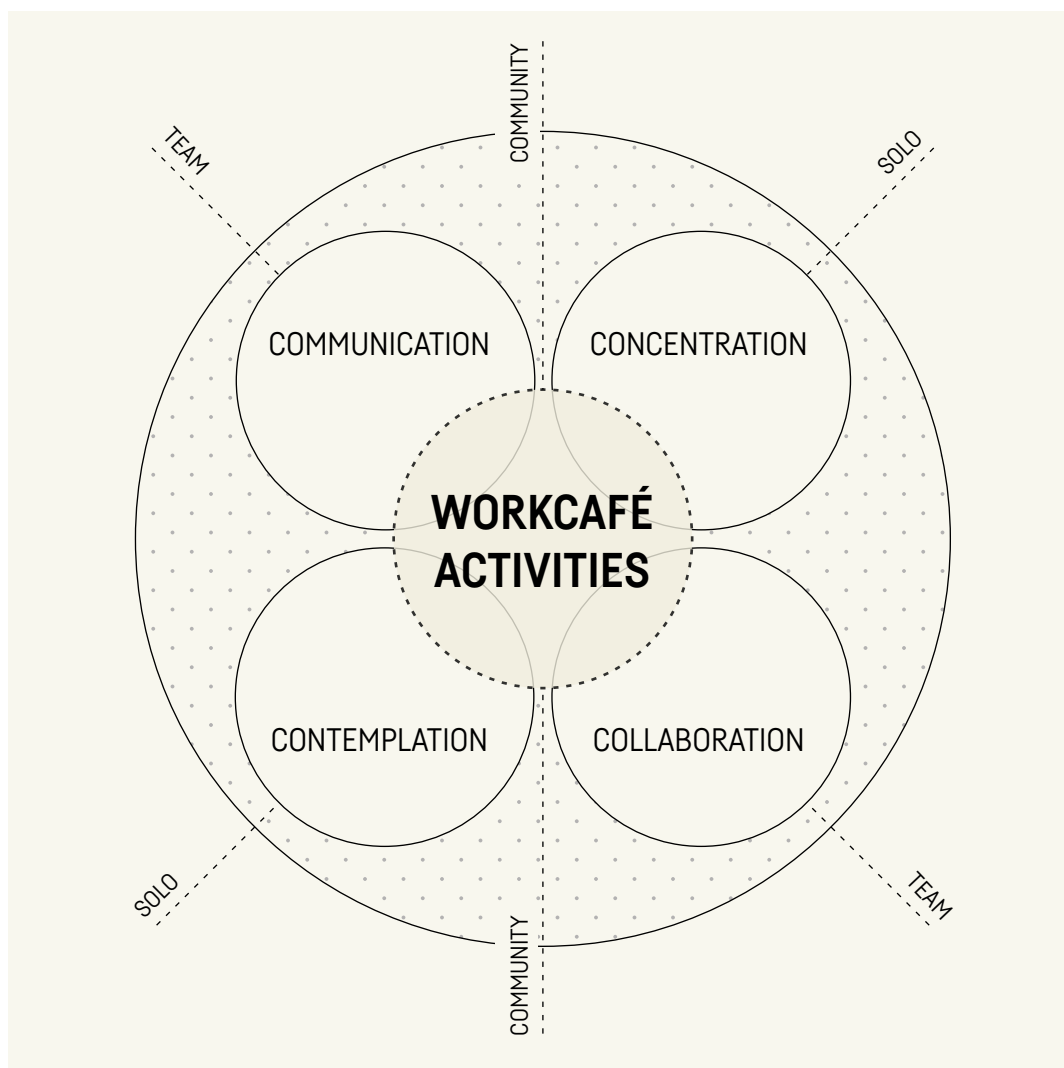 COMMUNITY
TEAM
SOLO
COMMUNICATION
CONCENTRATION
WORKCAFÉ
ACTIVITIES
CONTEMPLATION
COLLABORATION
SOLO
TEAM
COMMUNITY